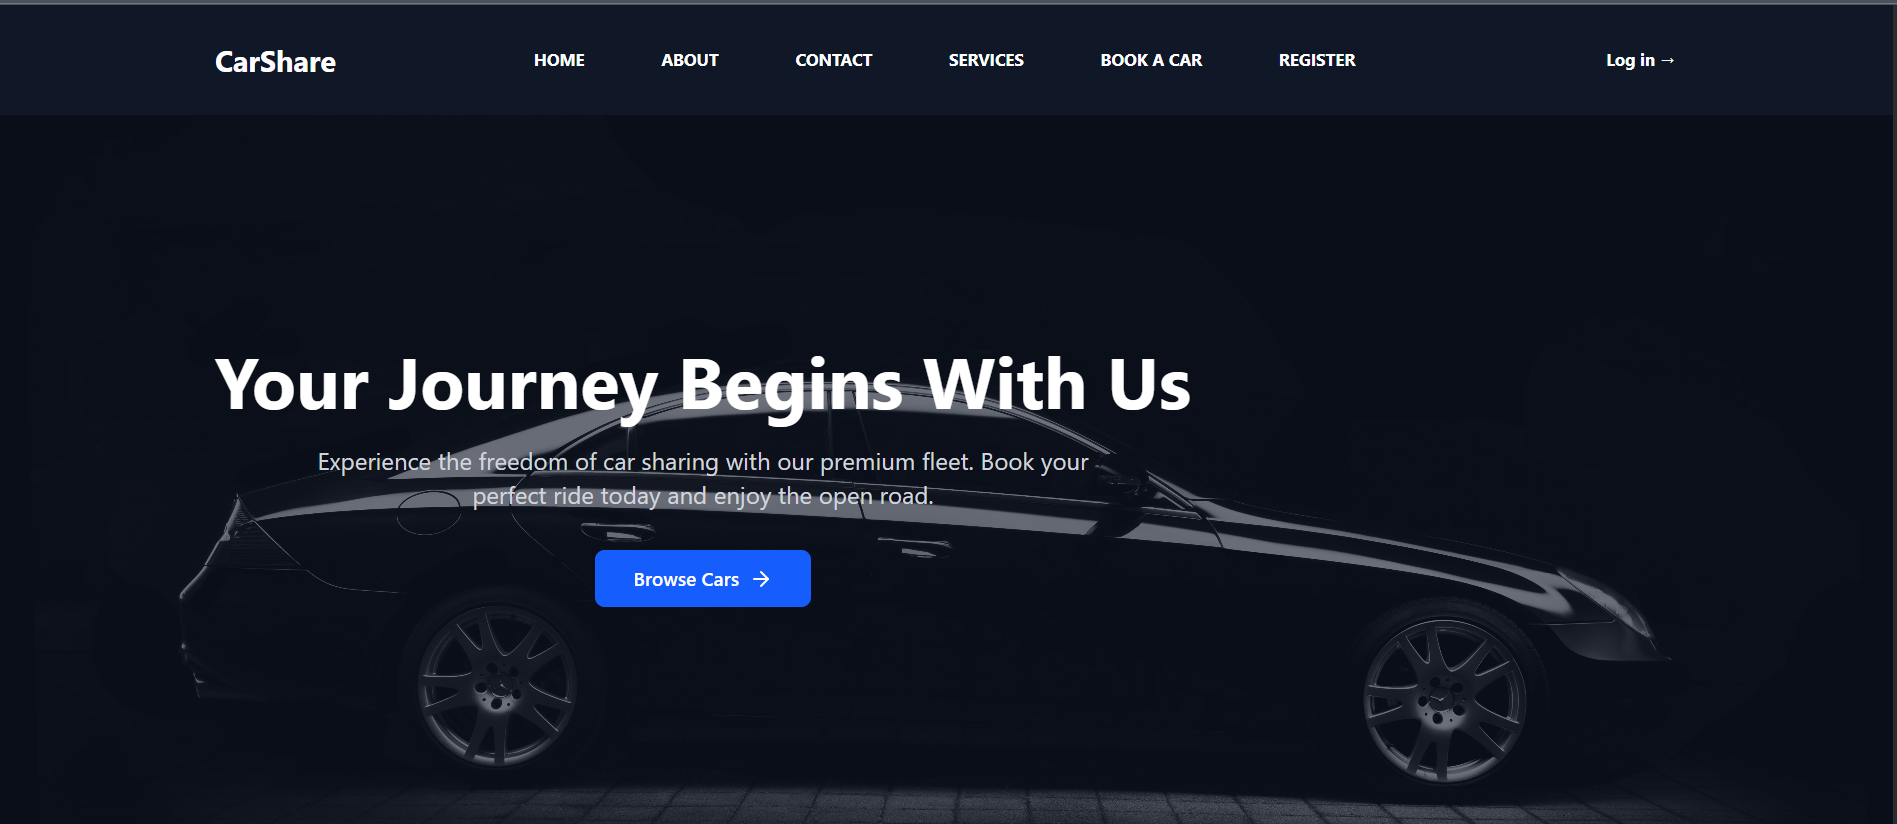 CarShare
HOME
ABOUT
CONTACT
SERVICES
BOOK A CAR
REGISTER
Log in →
Your Journey Begins With Us
Experience the freedom of car sharing with our premium fleet. Book your
perfect ride today and enjoy the open road.
Browse Cars →